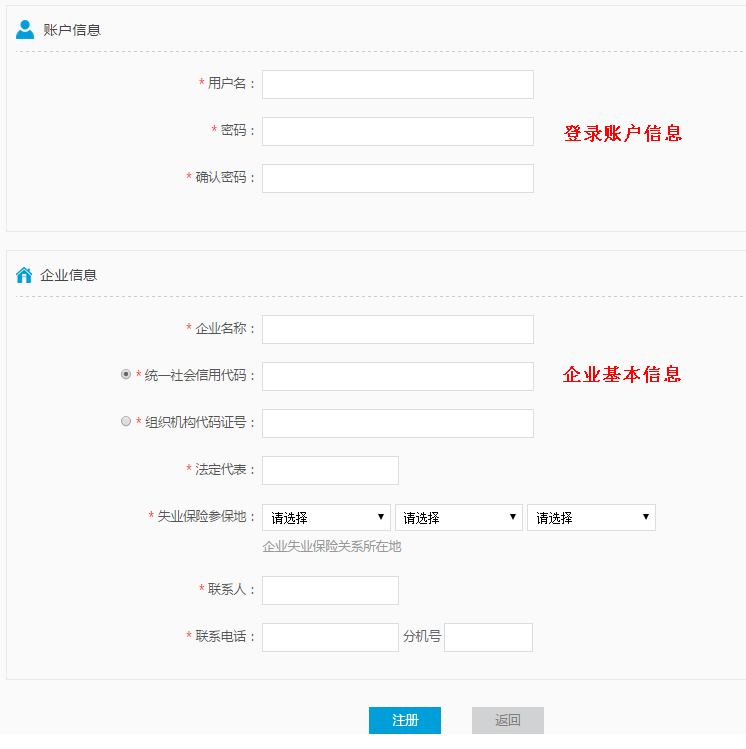 账户信息
* 用户名：
* 密码：
登录账户信息
* 确认密码：
企业信息
* 企业名称：
* 统一社会信用代码：
企业基本信息
* 组织机构代码证号：
* 法定代表：
* 失业保险参保地： 请选择 请选择 请选择
企业失业保险关系所在地
* 联系人：
* 联系电话： 分机号
注册 返回